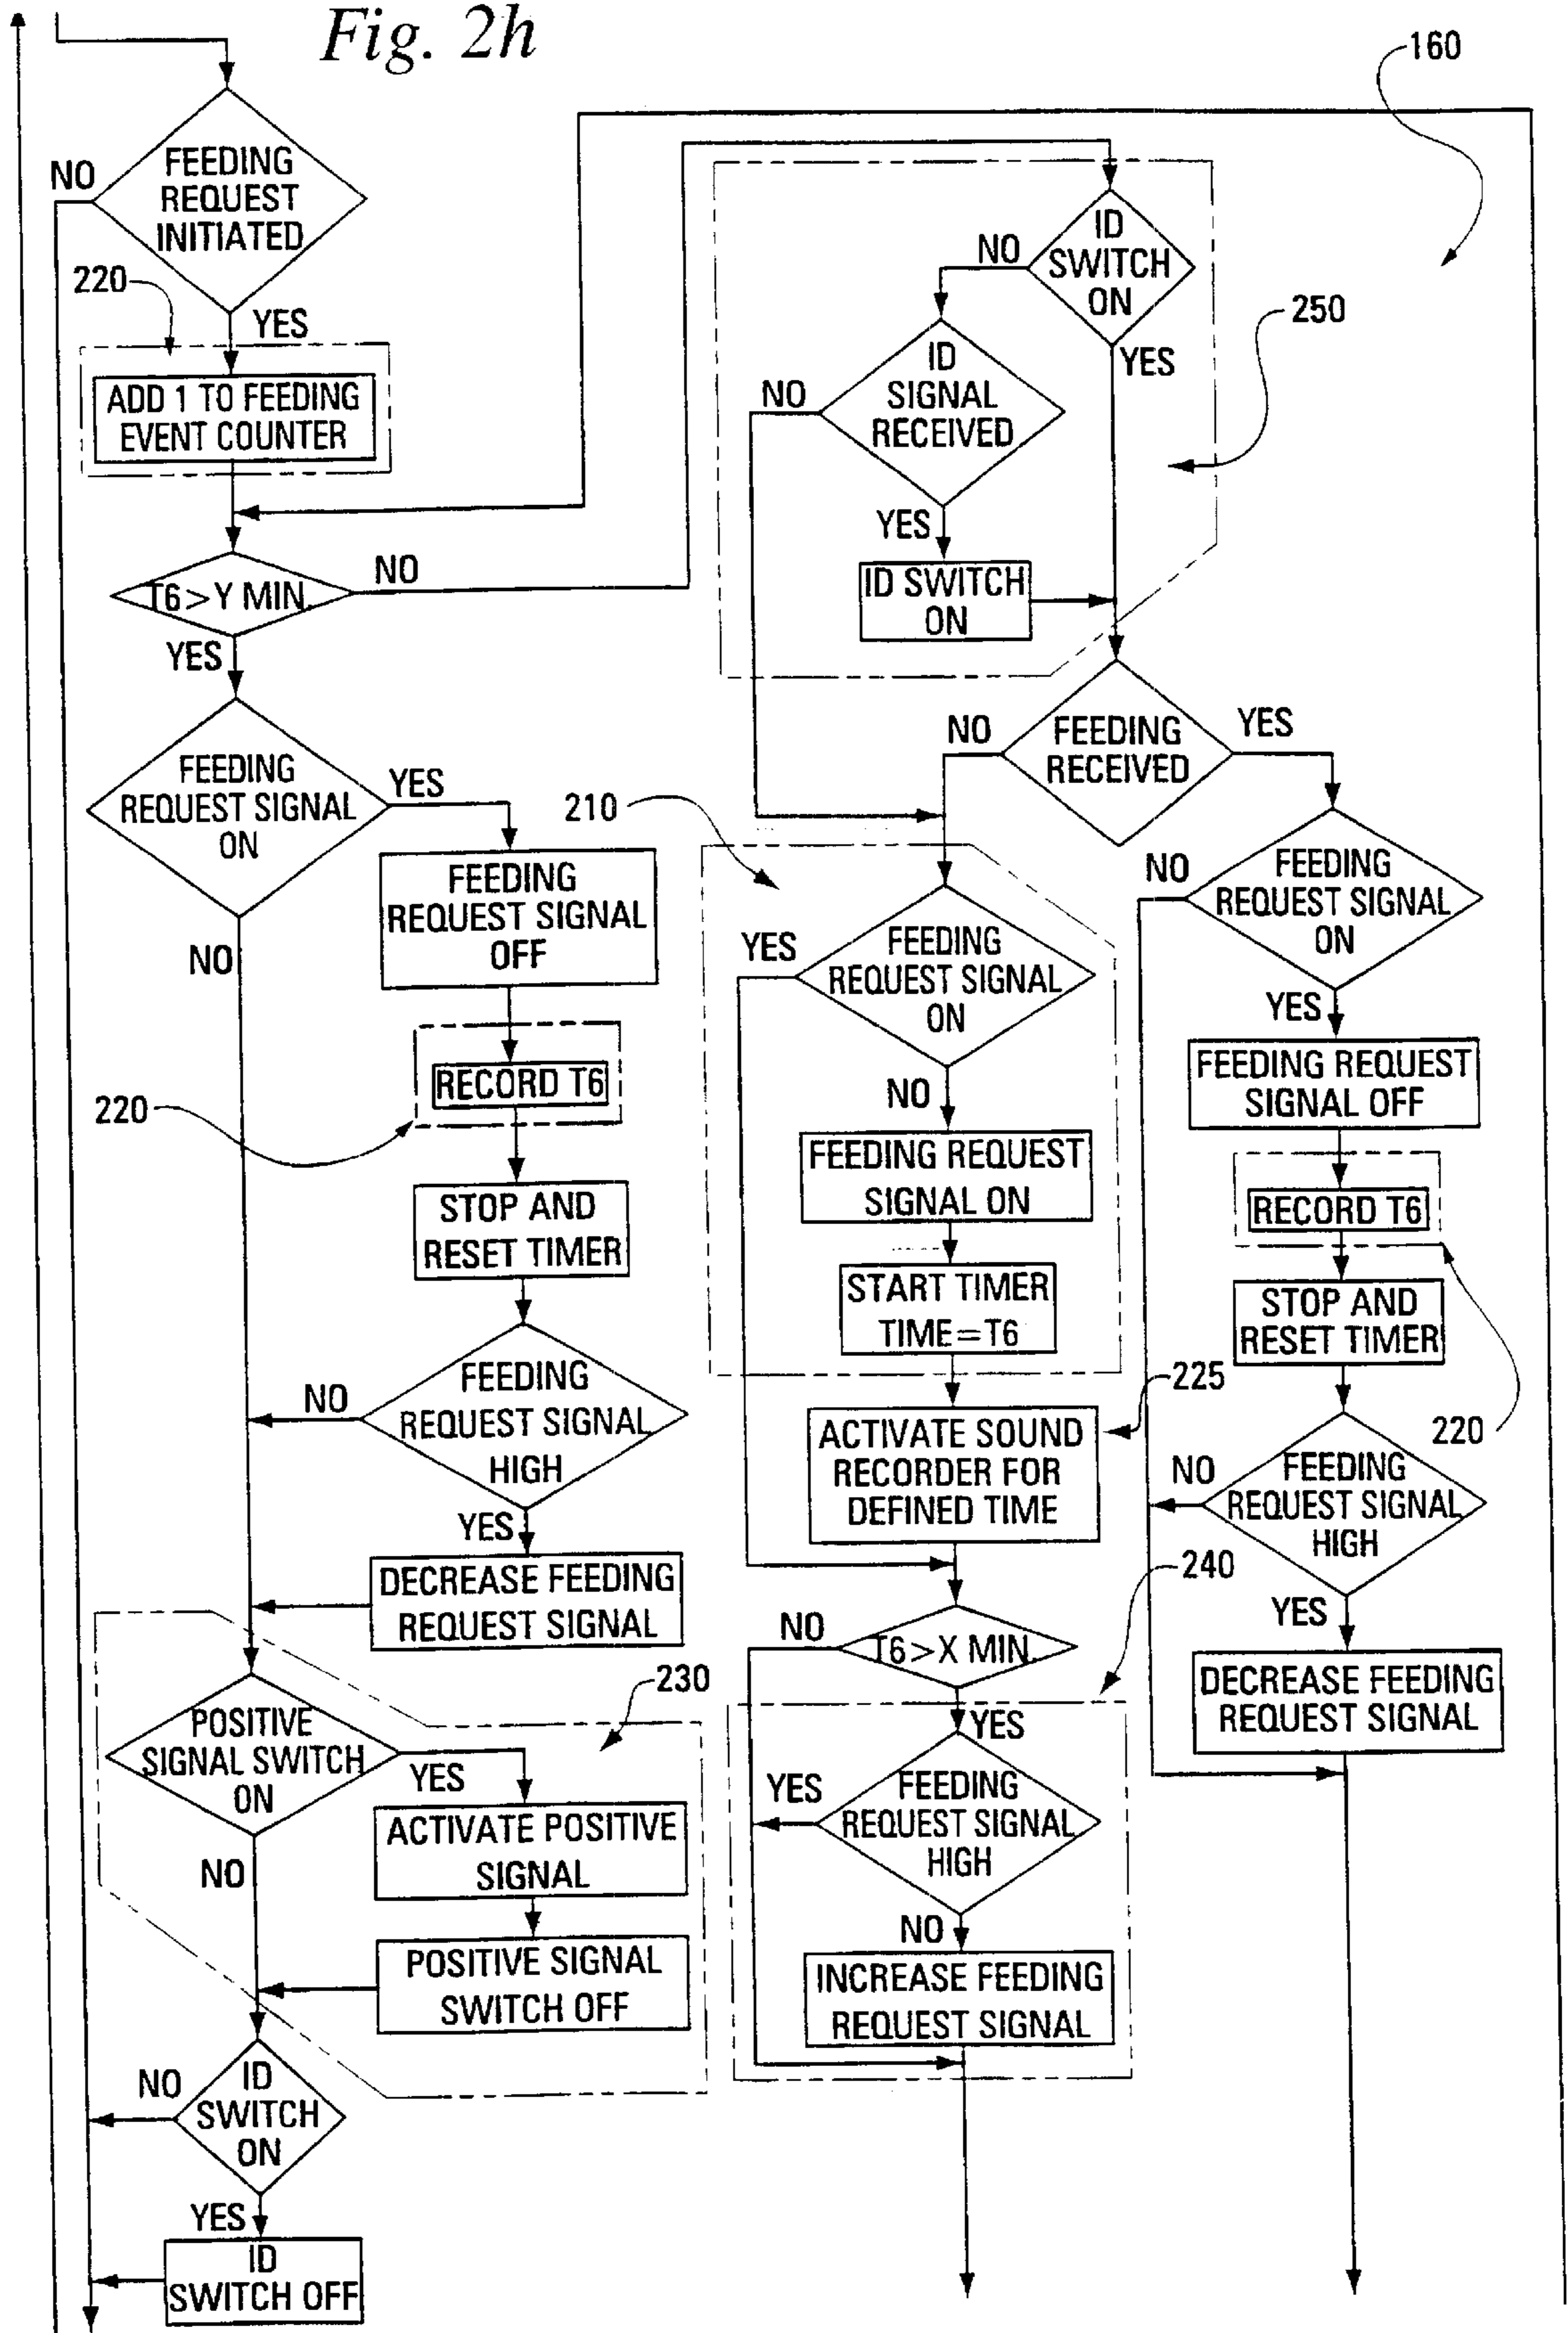 Fig. 2h
160
FEEDING
REQUEST
INITIATED
NO
YES
220
ADD 1 TO FEEDING
EVENT COUNTER
T6>Y MIN.
NO
YES
FEEDING
REQUEST SIGNAL
ON
YES
NO
FEEDING
REQUEST SIGNAL
OFF
RECORD T6
220
STOP AND
RESET TIMER
FEEDING
REQUEST SIGNAL
HIGH
NO
YES
DECREASE FEEDING
REQUEST SIGNAL
230
POSITIVE
SIGNAL SWITCH
ON
YES
NO
ACTIVATE POSITIVE
SIGNAL
POSITIVE SIGNAL
SWITCH OFF
ID
SWITCH
ON
NO
YES
ID
SWITCH OFF
ID
SWITCH
ON
NO
YES
250
ID
SIGNAL
RECEIVED
NO
YES
ID SWITCH
ON
FEEDING
RECEIVED
NO
YES
210
FEEDING
REQUEST SIGNAL
ON
YES
NO
FEEDING REQUEST
SIGNAL ON
START TIMER
TIME=T6
225
ACTIVATE SOUND
RECORDER FOR
DEFINED TIME
240
T6>X MIN.
NO
YES
FEEDING
REQUEST SIGNAL
HIGH
YES
NO
INCREASE FEEDING
REQUEST SIGNAL
FEEDING
REQUEST SIGNAL
ON
NO
YES
FEEDING REQUEST
SIGNAL OFF
RECORD T6
STOP AND
RESET TIMER
220
FEEDING
REQUEST SIGNAL
HIGH
NO
YES
DECREASE FEEDING
REQUEST SIGNAL